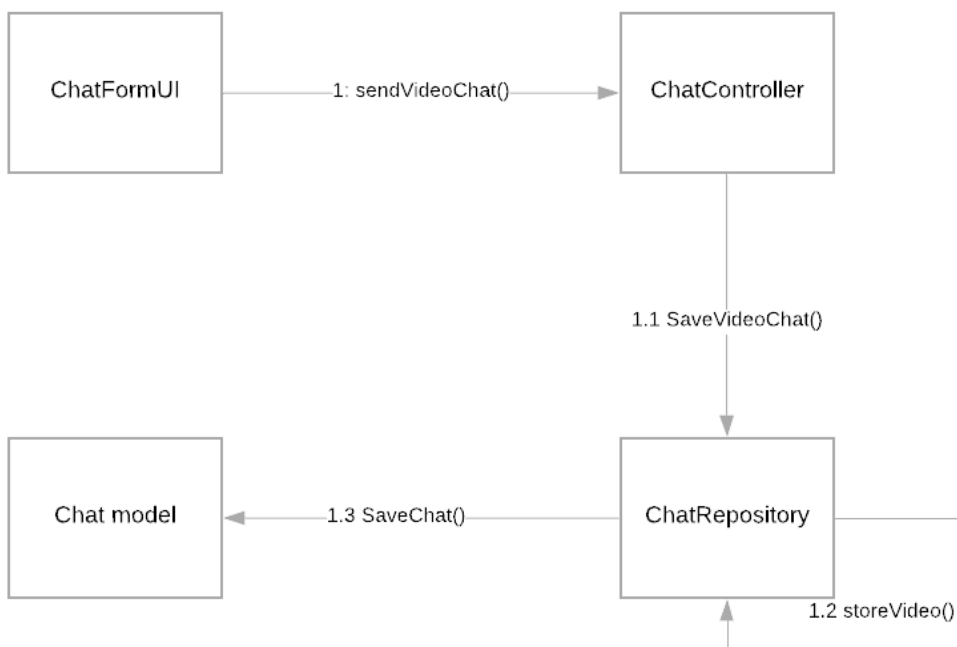 ChatFormUI
1: sendVideoChat()
ChatController
1.1 SaveVideoChat()
Chat model
1.3 SaveChat()
ChatRepository
1.2 storeVideo()